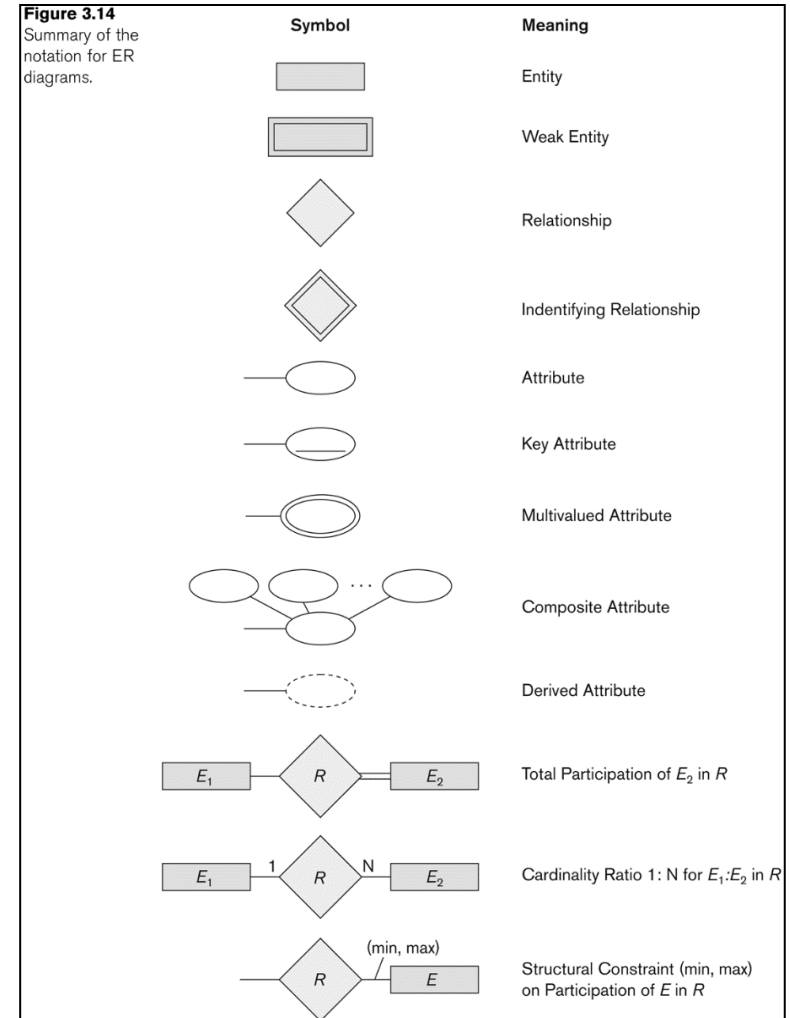 Figure 3.14
Summary of the
notation for ER
diagrams.
Symbol Meaning
Entity
Weak Entity
Relationship
Indentifying Relationship
Attribute
Key Attribute
Multivalued Attribute
. . .
Composite Attribute
Derived Attribute
E₁ R E₂ Total Participation of E₂ in R
E₁ 1 R N E₂ Cardinality Ratio 1: N for E₁:E₂ in R
(min, max)
R E
Structural Constraint (min, max)
on Participation of E in R